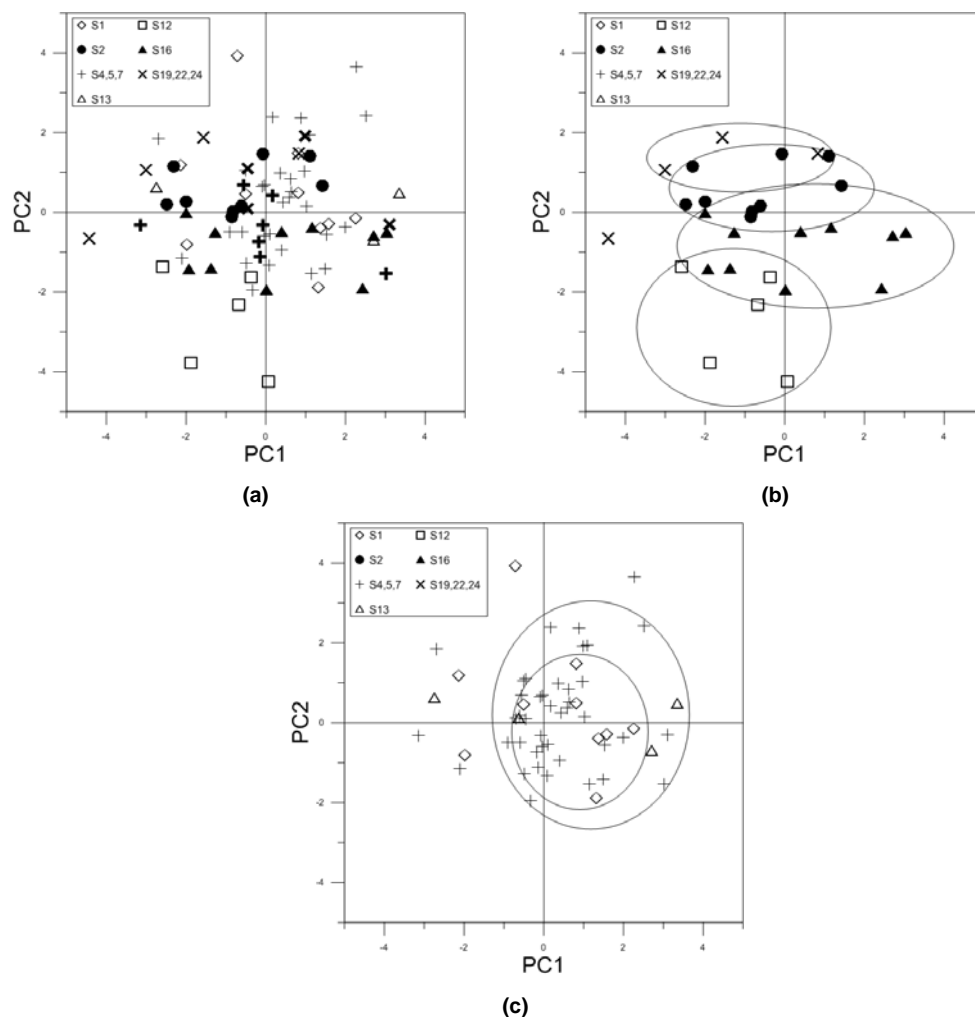 S1 S12
S2 S16
S4,5,7 S19,22,24
S13
4
2
0
-2
-4
PC2
-4 -2 0 2 4
PC1
(a)
S1 S12
S2 S16
S4,5,7 S19,22,24
S13
4
2
0
-2
-4
PC2
-4 -2 0 2 4
PC1
(b)
S1 S12
S2 S16
S4,5,7 S19,22,24
S13
4
2
0
-2
-4
PC2
-4 -2 0 2 4
PC1
(c)